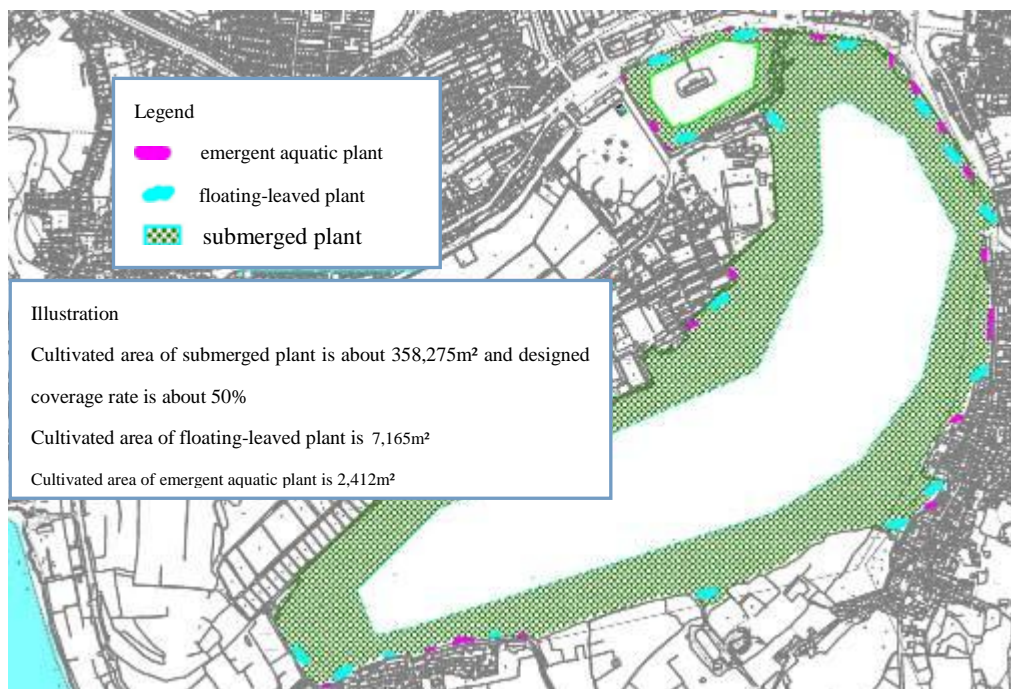 Legend
emergent aquatic plant
floating-leaved plant
submerged plant
Illustration
Cultivated area of submerged plant is about 358,275m² and designed
coverage rate is about 50%
Cultivated area of floating-leaved plant is 7,165m²
Cultivated area of emergent aquatic plant is 2,412m²